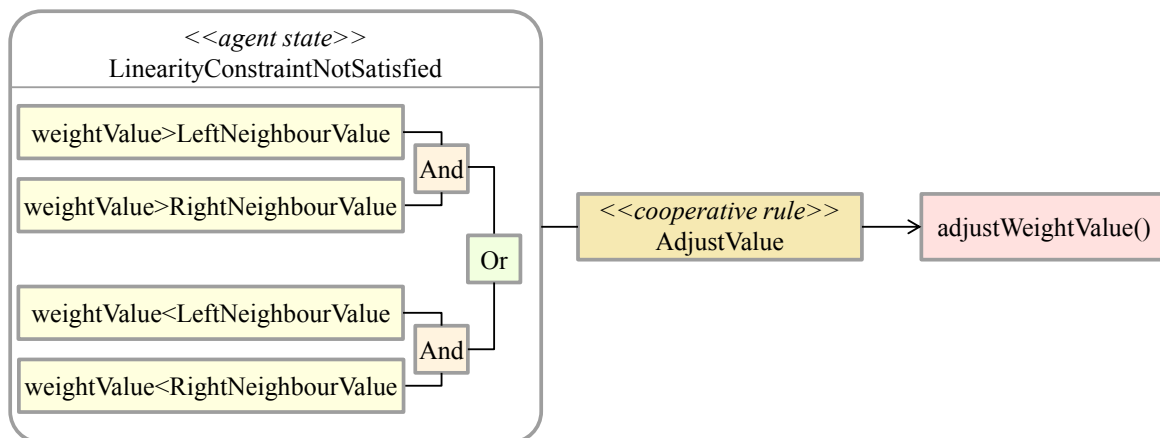 <<agent state>>
LinearityConstraintNotSatisfied
weightValue>LeftNeighbourValue
And
weightValue>RightNeighbourValue
Or
weightValue<LeftNeighbourValue
And
weightValue<RightNeighbourValue
<<cooperative rule>>
AdjustValue
adjustWeightValue()